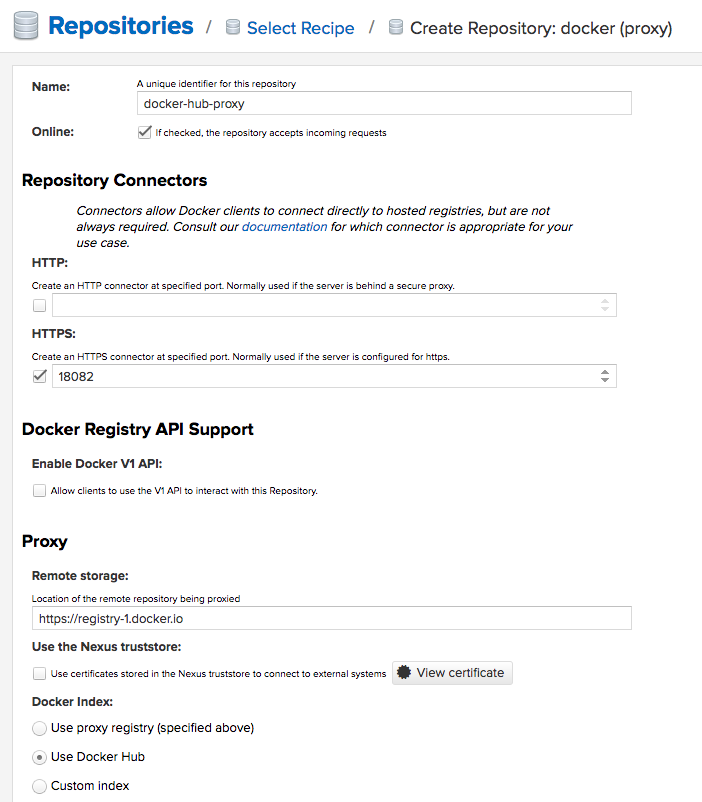 Repositories / Select Recipe / Create Repository: docker (proxy)
Name:
A unique identifier for this repository
docker-hub-proxy
Online:
If checked, the repository accepts incoming requests
Repository Connectors
Connectors allow Docker clients to connect directly to hosted registries, but are not
always required. Consult our documentation for which connector is appropriate for your
use case.
HTTP:
Create an HTTP connector at specified port. Normally used if the server is behind a secure proxy.
HTTPS:
Create an HTTPS connector at specified port. Normally used if the server is configured for https.
18082
Docker Registry API Support
Enable Docker V1 API:
Allow clients to use the V1 API to interact with this Repository.
Proxy
Remote storage:
Location of the remote repository being proxied
https://registry-1.docker.io
Use the Nexus truststore:
Use certificates stored in the Nexus truststore to connect to external systems
View certificate
Docker Index:
Use proxy registry (specified above)
Use Docker Hub
Custom index